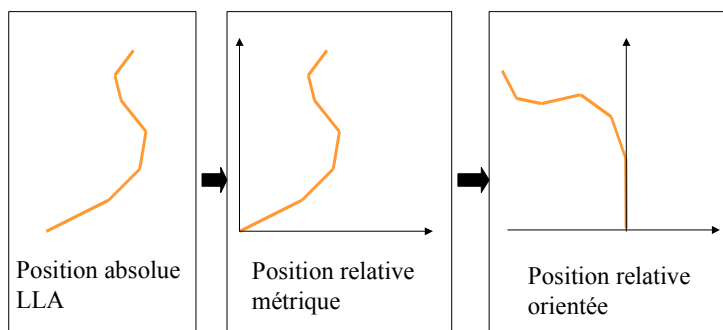 Position absolue
LLA
Position relative
métrique
Position relative
orientée